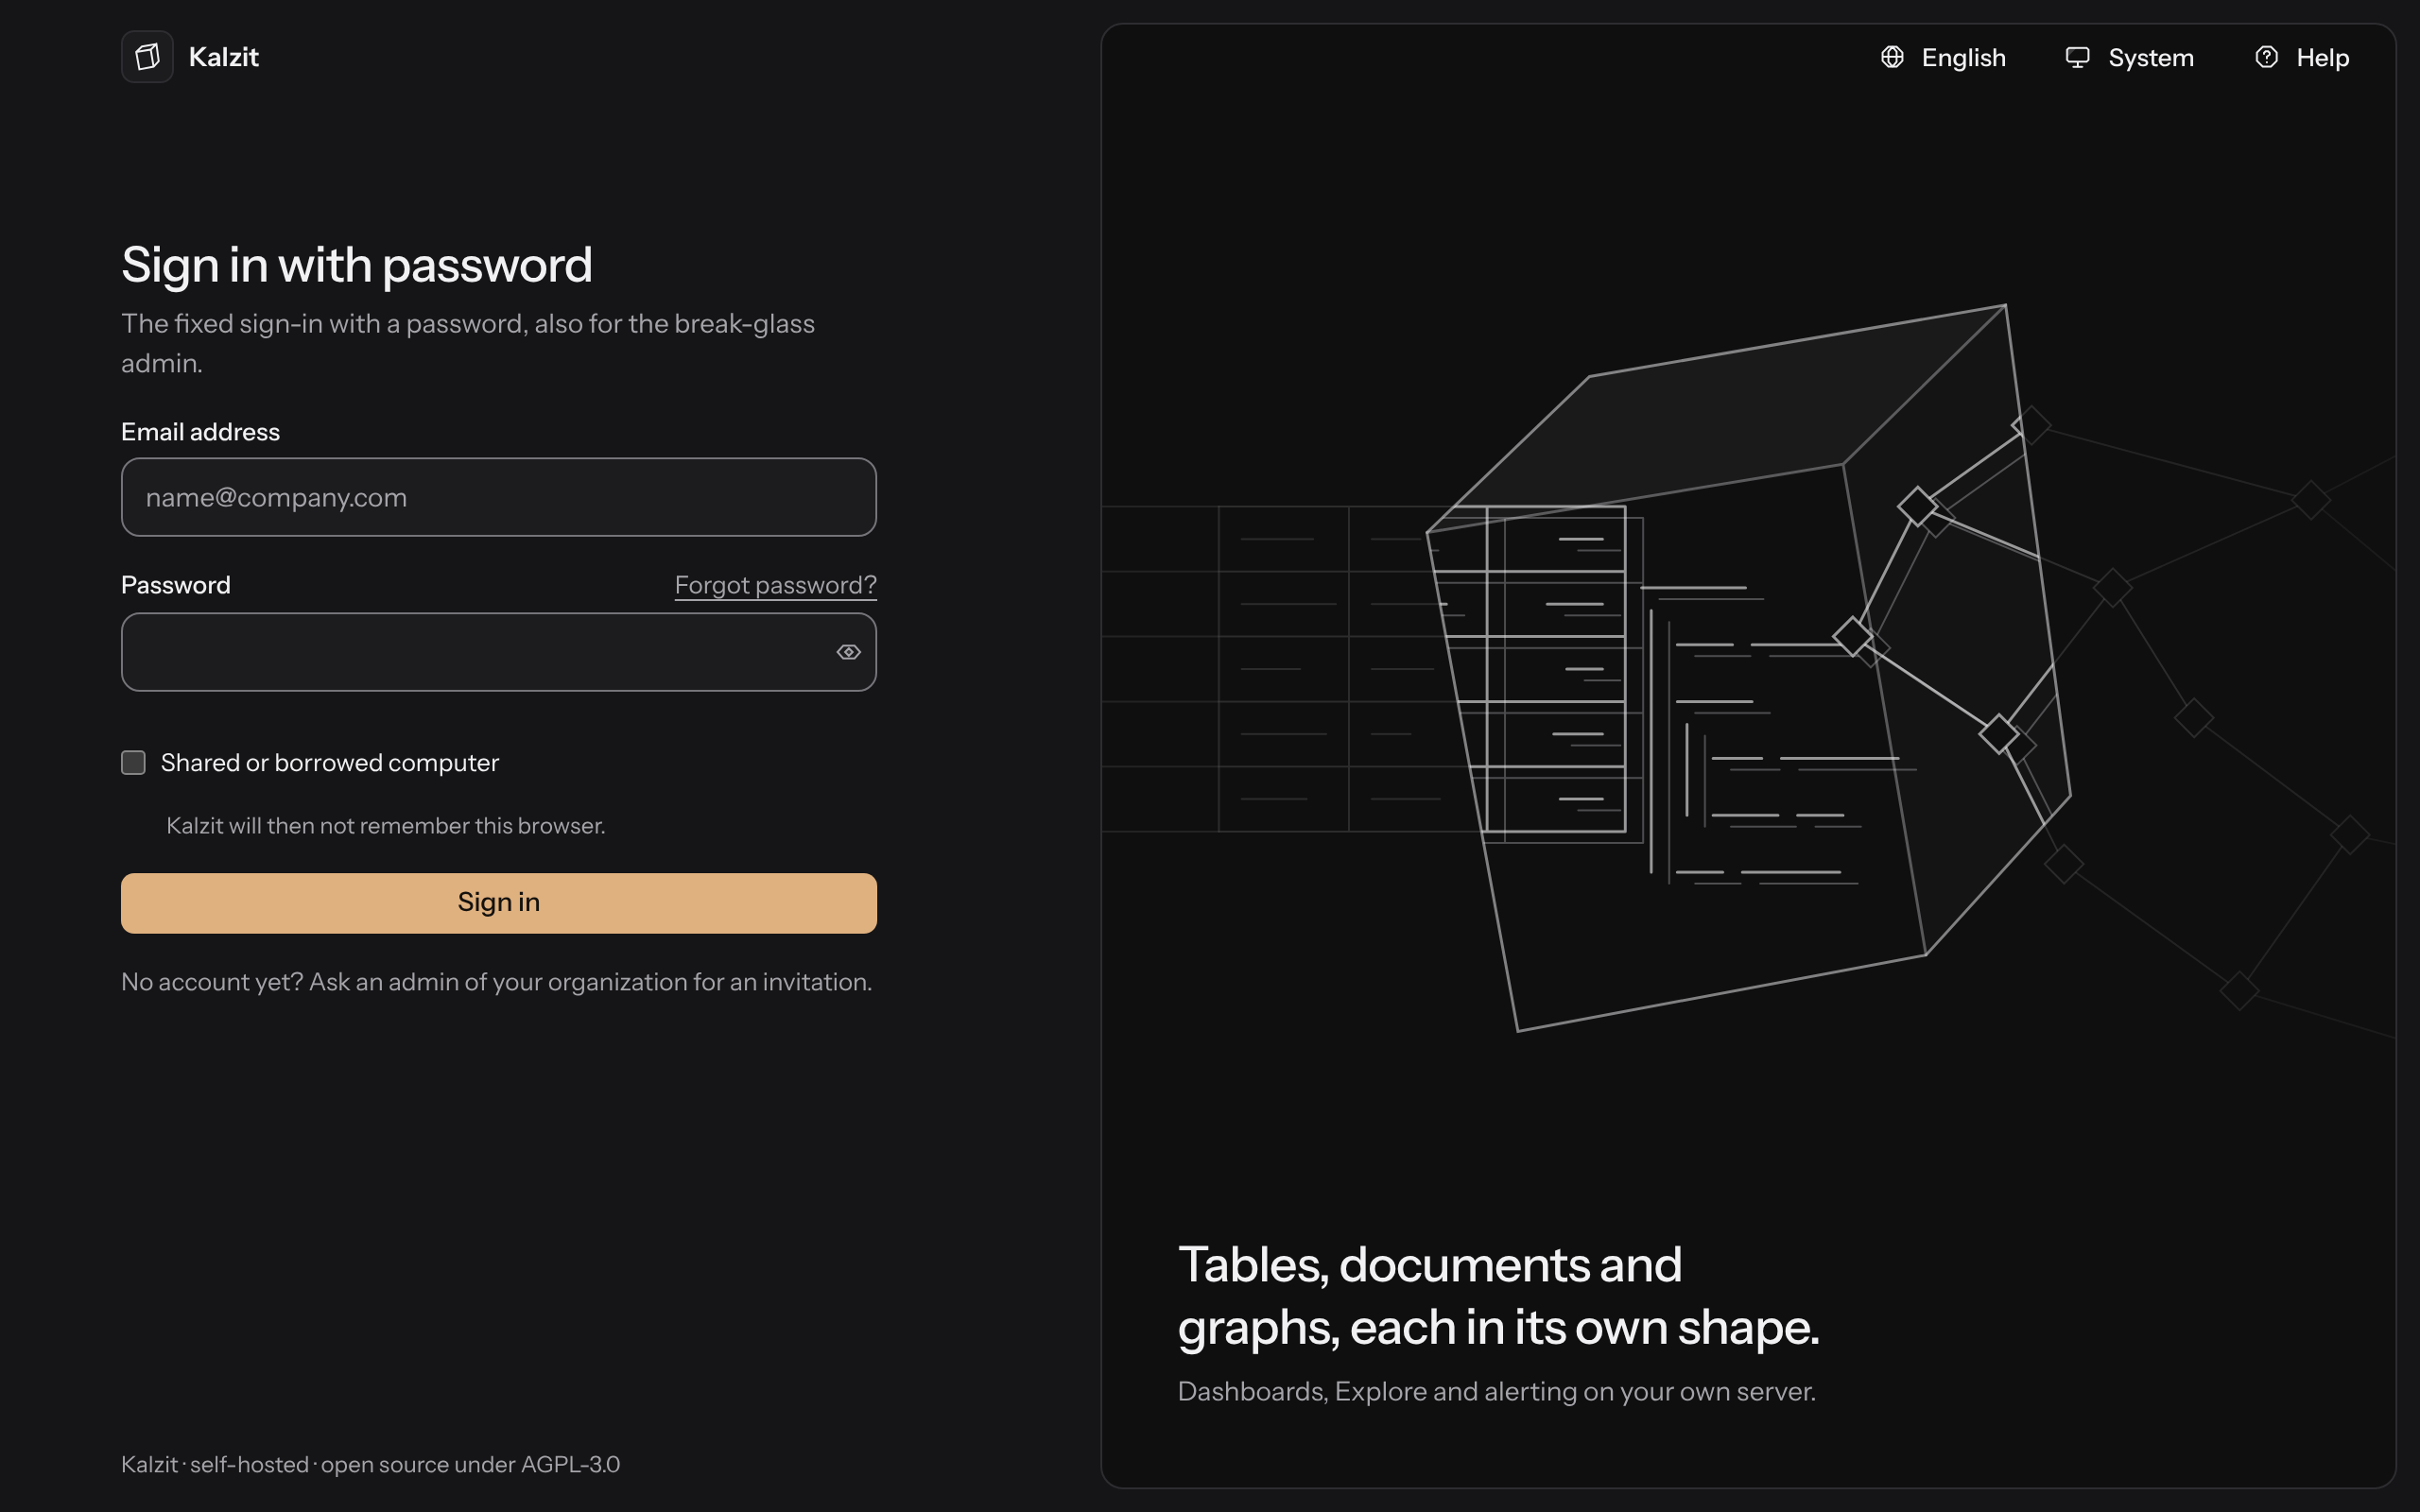 Kalzit
English
System
Help
Sign in with password
The fixed sign-in with a password, also for the break-glass
admin.
Email address
name@company.com
Password
Forgot password?
Shared or borrowed computer
Kalzit will then not remember this browser.
Sign in
No account yet? Ask an admin of your organization for an invitation.
Kalzit · self-hosted · open source under AGPL-3.0
Tables, documents and
graphs, each in its own shape.
Dashboards, Explore and alerting on your own server.